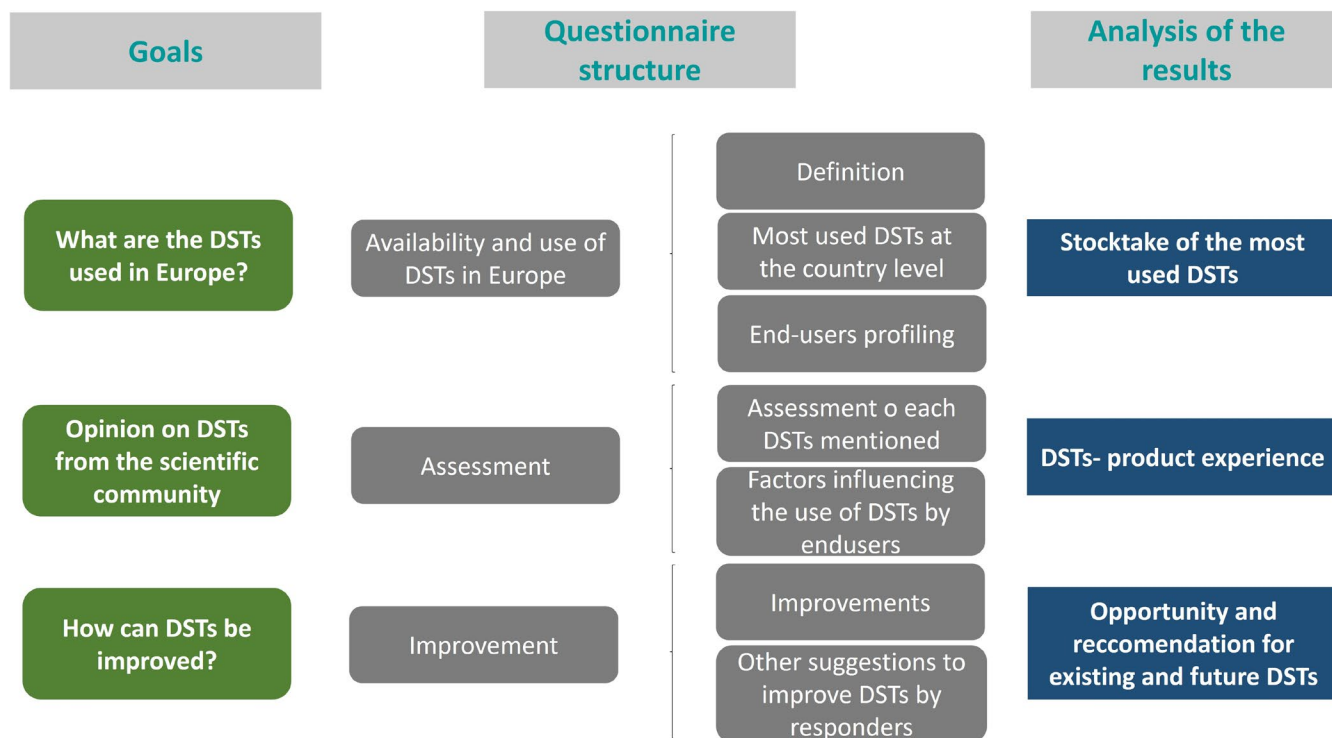 Goals
Questionnaire
structure
Analysis of the
results
What are the DSTs
used in Europe?
Availability and use of
DSTs in Europe
Definition
Most used DSTs at
the country level
End-users profiling
Stocktake of the most
used DSTs
Opinion on DSTs
from the scientific
community
Assessment
Assessment o each
DSTs mentioned
Factors influencing
the use of DSTs by
endusers
DSTs- product experience
How can DSTs be
improved?
Improvement
Improvements
Other suggestions to
improve DSTs by
responders
Opportunity and
reccomendation for
existing and future DSTs